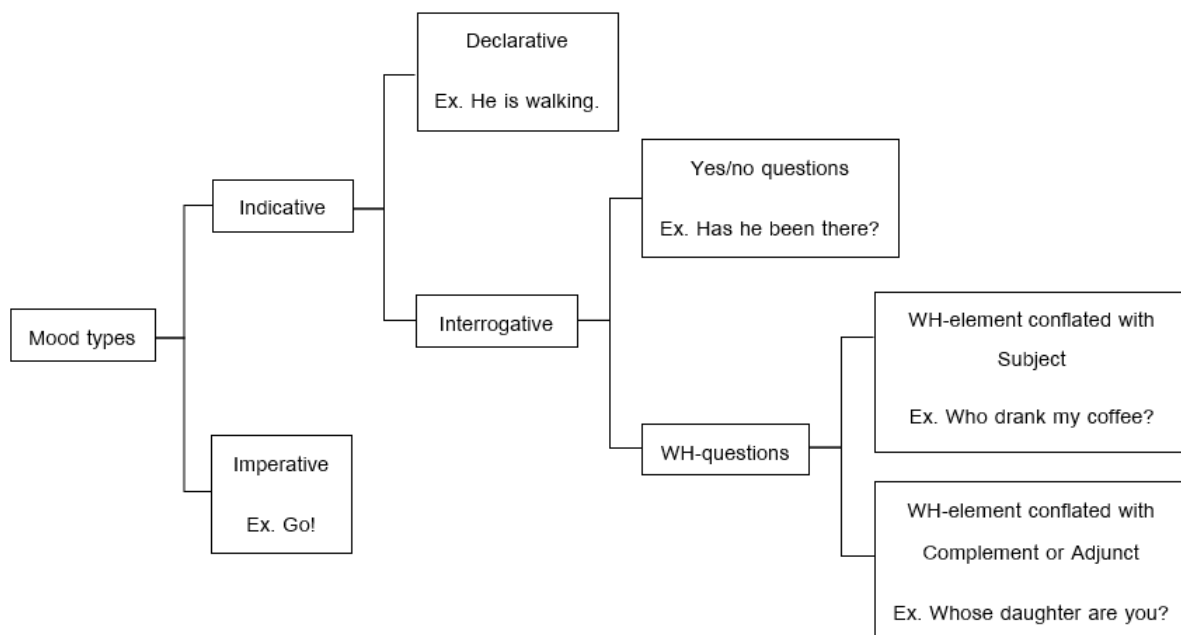 Declarative
Ex. He is walking.
Yes/no questions
Ex. Has he been there?
Indicative
Interrogative
Mood types
WH-element conflated with
Subject
Ex. Who drank my coffee?
WH-questions
Imperative
Ex. Go!
WH-element conflated with
Complement or Adjunct
Ex. Whose daughter are you?